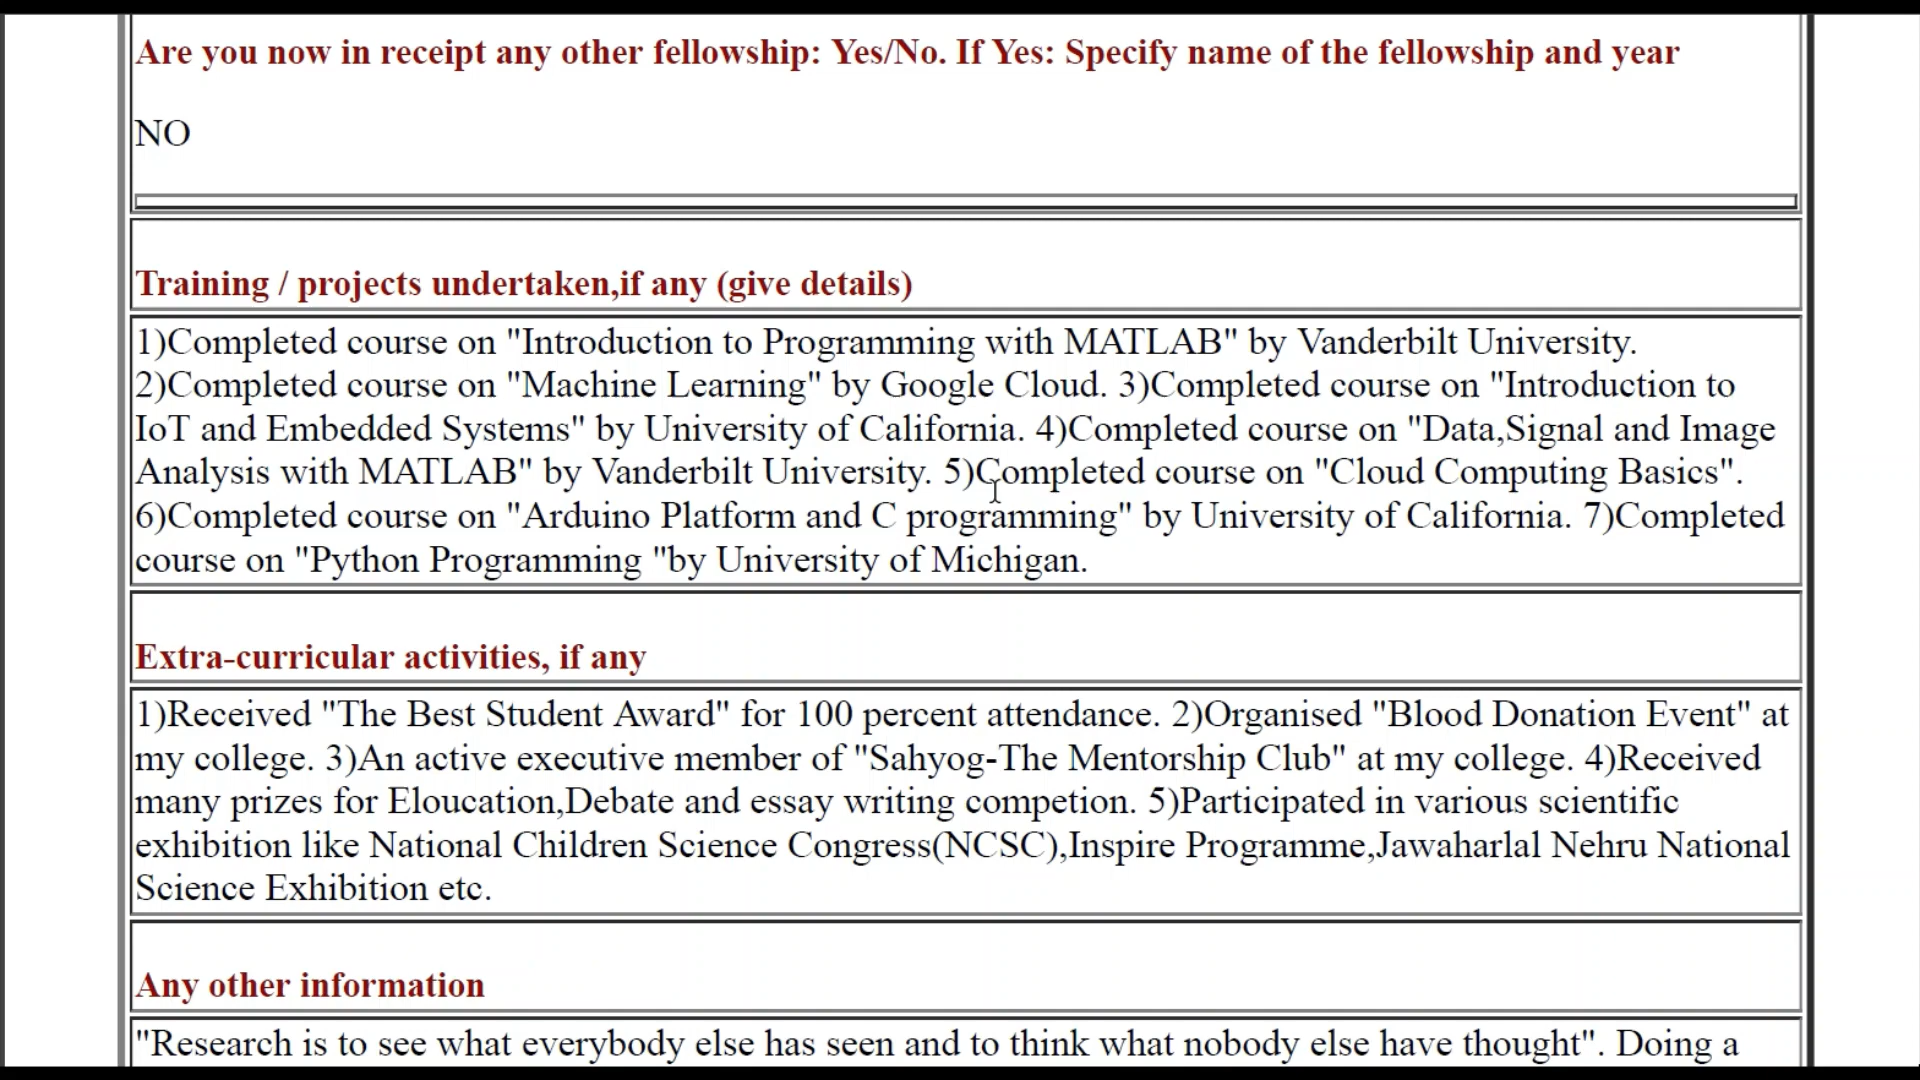 Are you now in receipt any other fellowship: Yes/No. If Yes: Specify name of the fellowship and year
NO
Training / projects undertaken,if any (give details)
1)Completed course on "Introduction to Programming with MATLAB" by Vanderbilt University.
2)Completed course on "Machine Learning" by Google Cloud. 3)Completed course on "Introduction to
IoT and Embedded Systems" by University of California. 4)Completed course on "Data,Signal and Image
Analysis with MATLAB" by Vanderbilt University. 5)Completed course on "Cloud Computing Basics".
6)Completed course on "Arduino Platform and C programming" by University of California. 7)Completed
course on "Python Programming "by University of Michigan.
Extra-curricular activities, if any
1)Received "The Best Student Award" for 100 percent attendance. 2)Organised "Blood Donation Event" at
my college. 3)An active executive member of "Sahyog-The Mentorship Club" at my college. 4)Received
many prizes for Eloucation,Debate and essay writing competion. 5)Participated in various scientific
exhibition like National Children Science Congress(NCSC),Inspire Programme,Jawaharlal Nehru National
Science Exhibition etc.
Any other information
"Research is to see what everybody else has seen and to think what nobody else have thought". Doing a